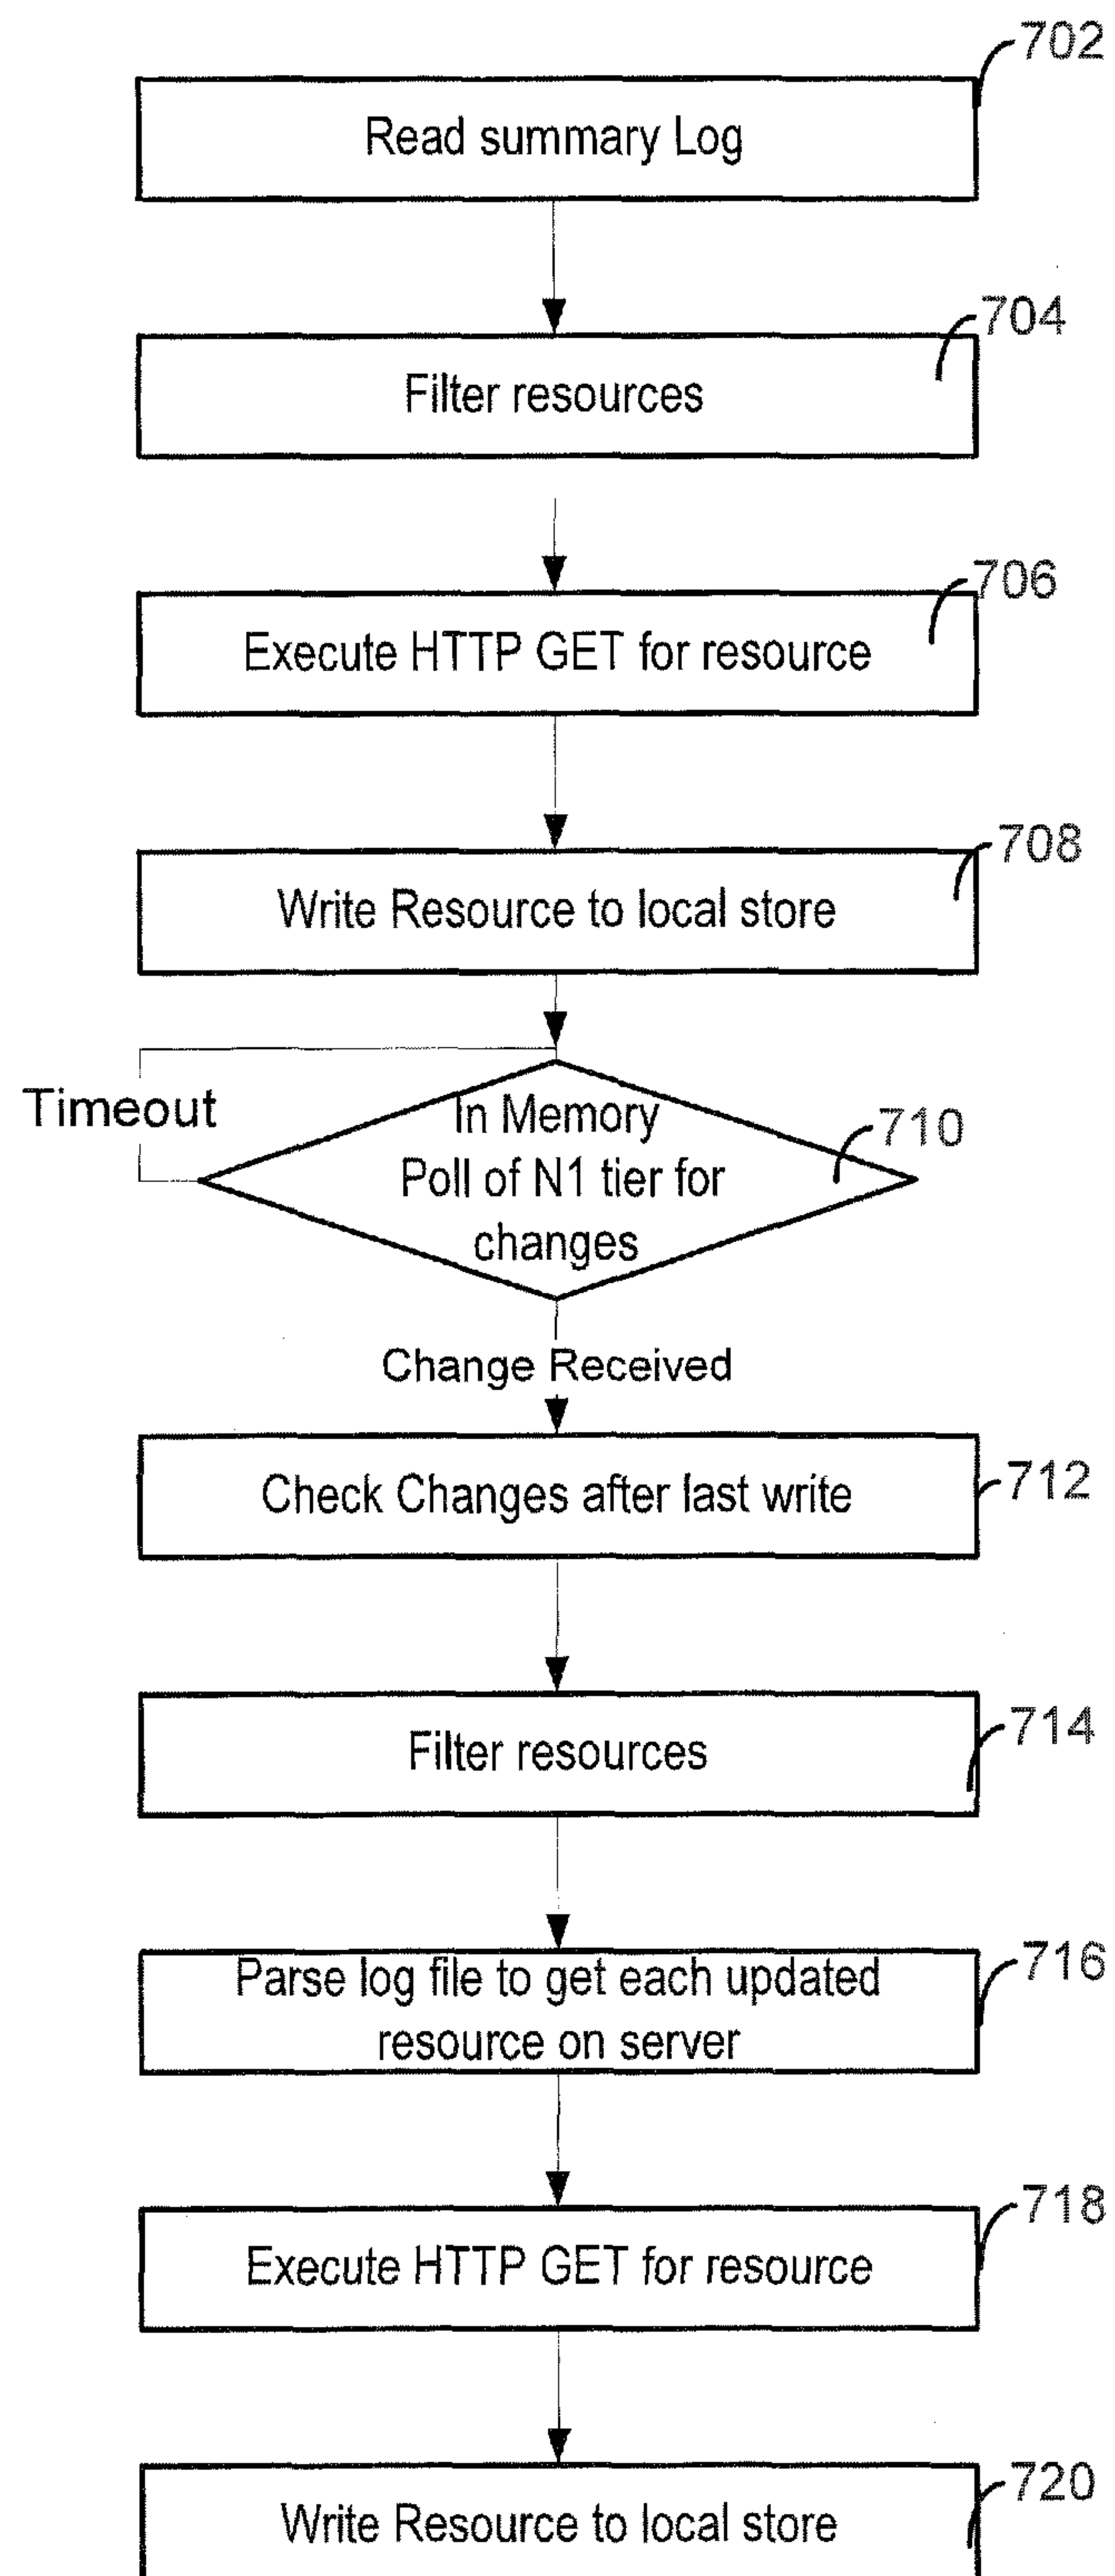 702
Read summary Log
704
Filter resources
706
Execute HTTP GET for resource
708
Write Resource to local store
Timeout
In Memory
710
Poll of N1 tier for
changes
Change Received
712
Check Changes after last write
714
Filter resources
716
Parse log file to get each updated
resource on server
718
Execute HTTP GET for resource
720
Write Resource to local store